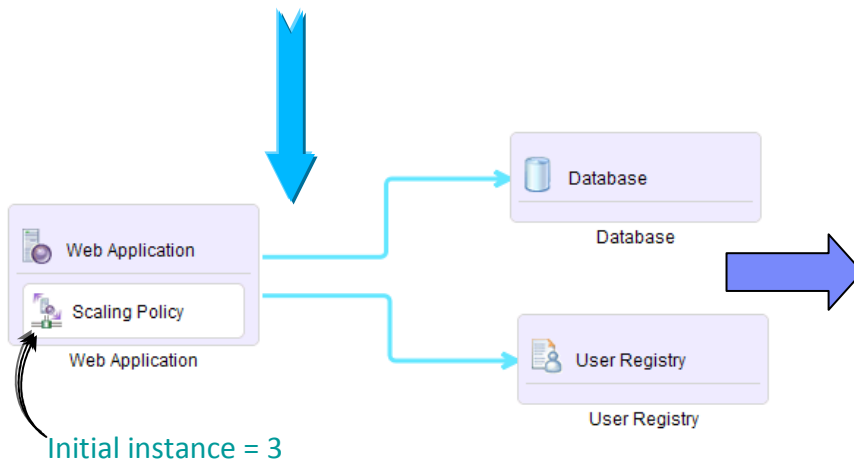 Database
Database
Web Application
Scaling Policy
Web Application
User Registry
User Registry
Initial instance = 3